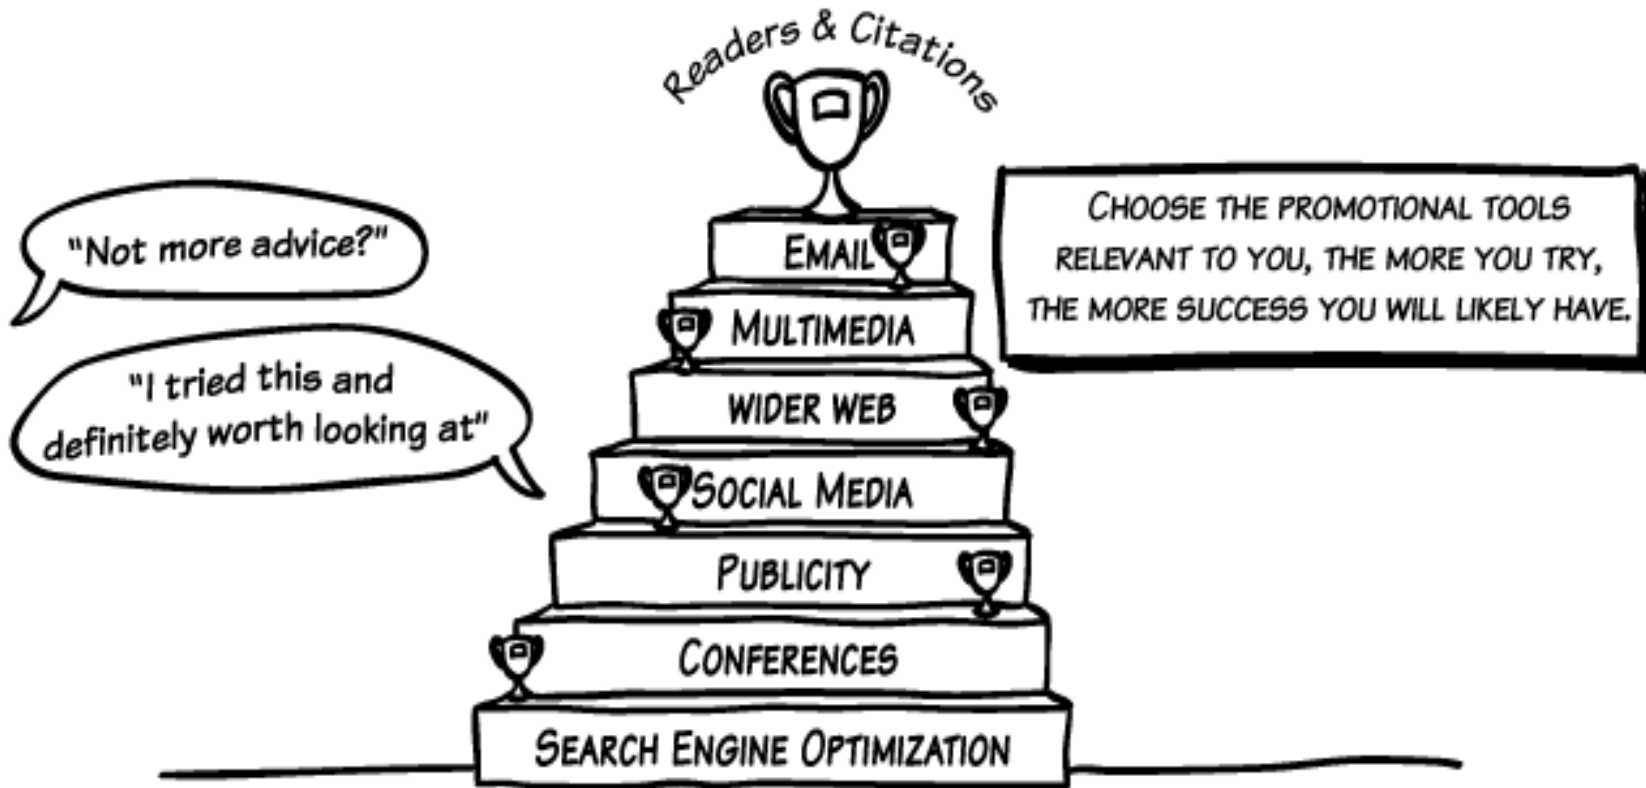 Readers & Citations
"Not more advice?"
"I tried this and
definitely worth looking at"
CHOOSE THE PROMOTIONAL TOOLS
RELEVANT TO YOU, THE MORE YOU TRY,
THE MORE SUCCESS YOU WILL LIKELY HAVE.
EMAIL
MULTIMEDIA
WIDER WEB
SOCIAL MEDIA
PUBLICITY
CONFERENCES
SEARCH ENGINE OPTIMIZATION